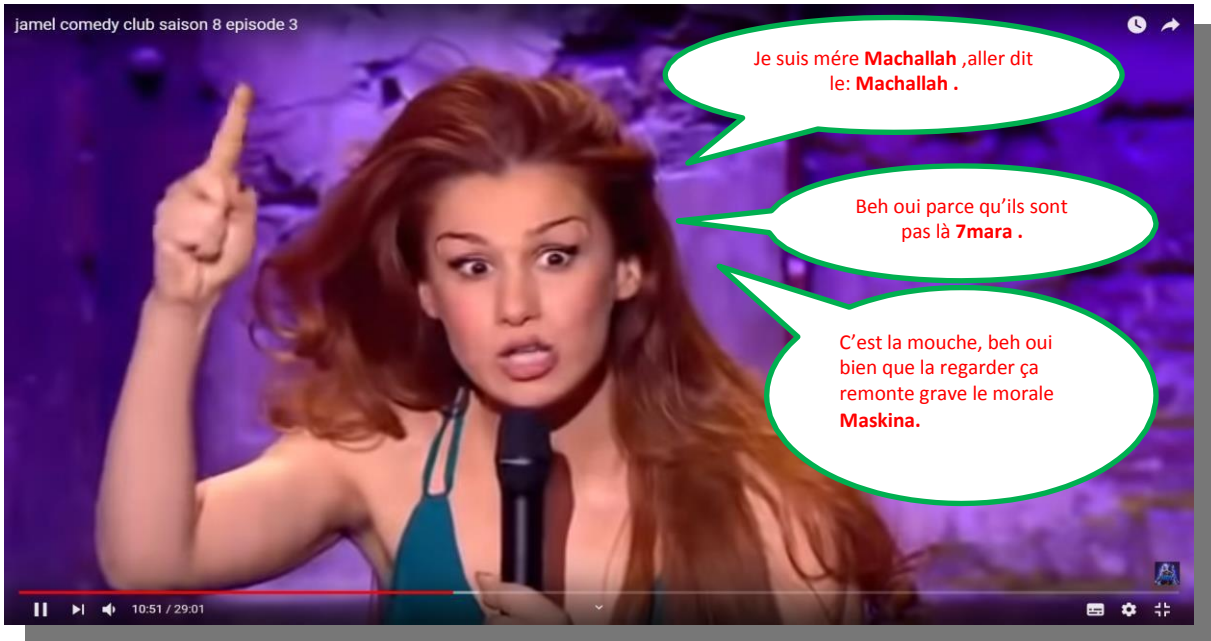 jamel comedy club saison 8 episode 3
Je suis mére Machallah ,aller dit
le: Machallah .
Beh oui parce qu'ils sont
pas là 7mara .
C'est la mouche, beh oui
bien que la regarder ça
remonte grave le morale
Maskina.
10:51 / 29:01